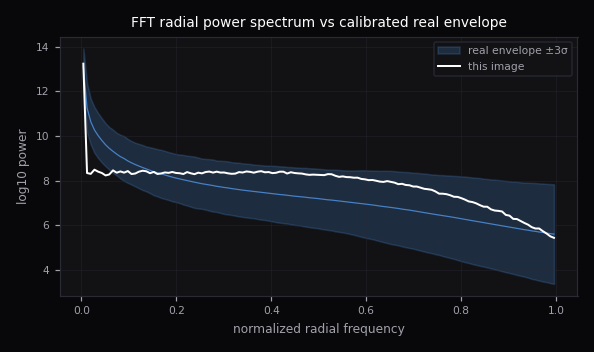 FFT radial power spectrum vs calibrated real envelope
real envelope ±3σ
this image
log10 power
14
12
10
8
6
4
0.0 0.2 0.4 0.6 0.8 1.0
normalized radial frequency